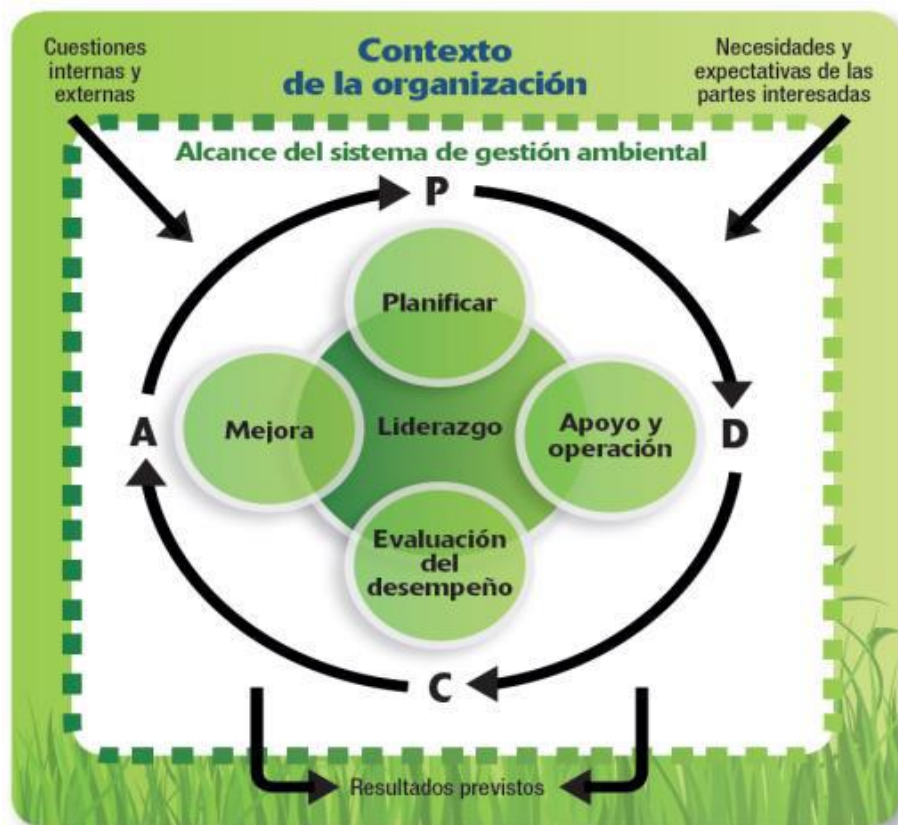 Cuestiones
internas y
externas
Contexto
de la organización
Necesidades y
expectativas de las
partes interesadas
Alcance del sistema de gestión ambiental
P
Planificar
A
Mejora
Liderazgo
Apoyo y
operación
D
Evaluación
del
desempeño
C
Resultados previstos